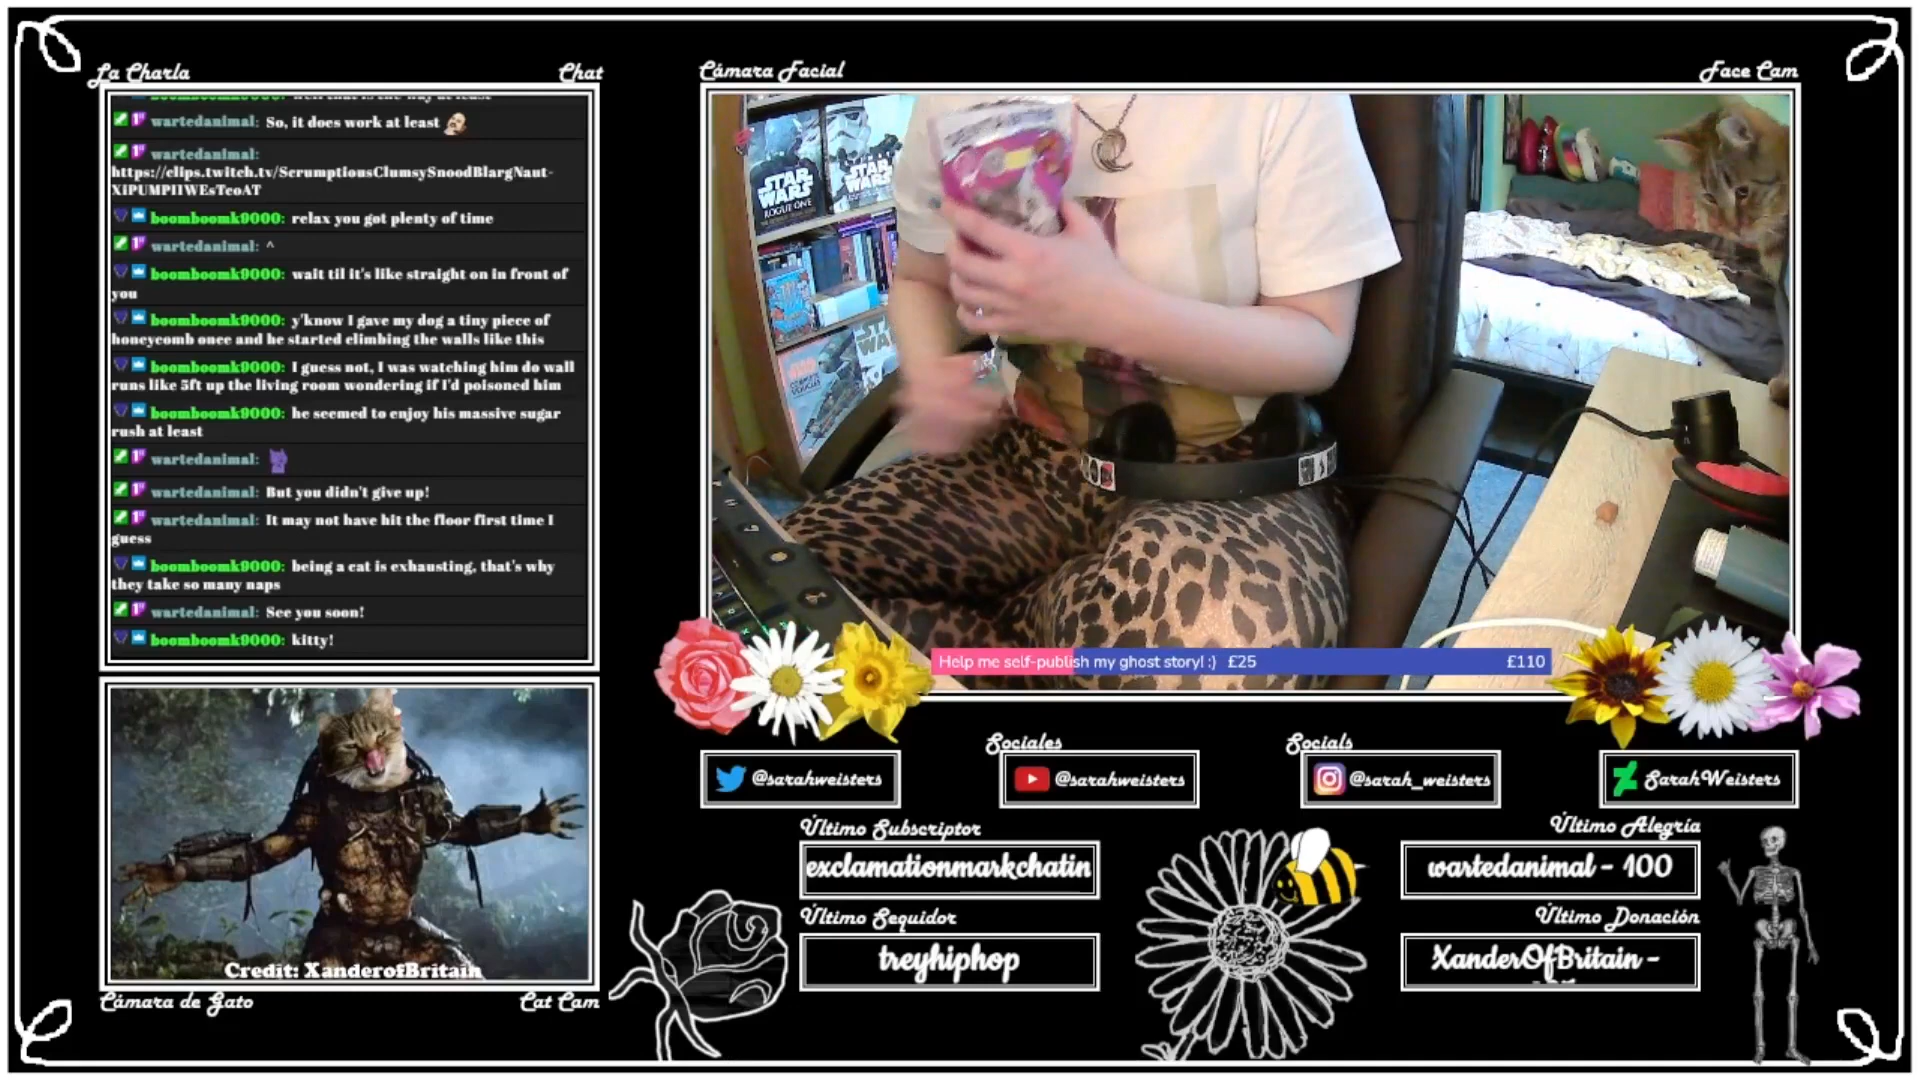 La Charla
Chat
wartedanimal: So, it does work at least
wartedanimal:
https://clips.twitch.tv/ScrumptiousClumsySnoodBlargNaut-
boomboomk9000: relax you got plenty of time
wartedanimal: ^
boomboomk9000: wait til it's like straight on in front of
you
boomboomk9000: y'know I gave my dog a tiny piece of
honeycomb once and he started climbing the walls like this
boomboomk9000: I guess not, I was watching him do wall
runs like 5ft up the living room wondering if I'd poisoned him
boomboomk9000: he seemed to enjoy his massive sugar
rush at least
wartedanimal:
wartedanimal: But you didn't give up!
wartedanimal: It may not have hit the floor first time I
guess
boomboomk9000: being a cat is exhausting, that's why
they take so many naps
wartedanimal: See you soon!
boomboomk9000: kitty!
Credit: XanderofBritain
Cámara de Gato
Cat Cam
Cámara Facial
Face Cam
STAR
WARS
ROGUE ONE
STAR
WARS
Help me self-publish my ghost story! :) £25
£110
Sociales
Socials
@sarahweisters
@sarahweisters
@sarah_weisters
SarahWeisters
Último Subscriptor
exclamationmarkchatin
Último Seguidor
treyhiphop
Último Alegría
wartedanimal - 100
Último Donación
XanderOfBritain -